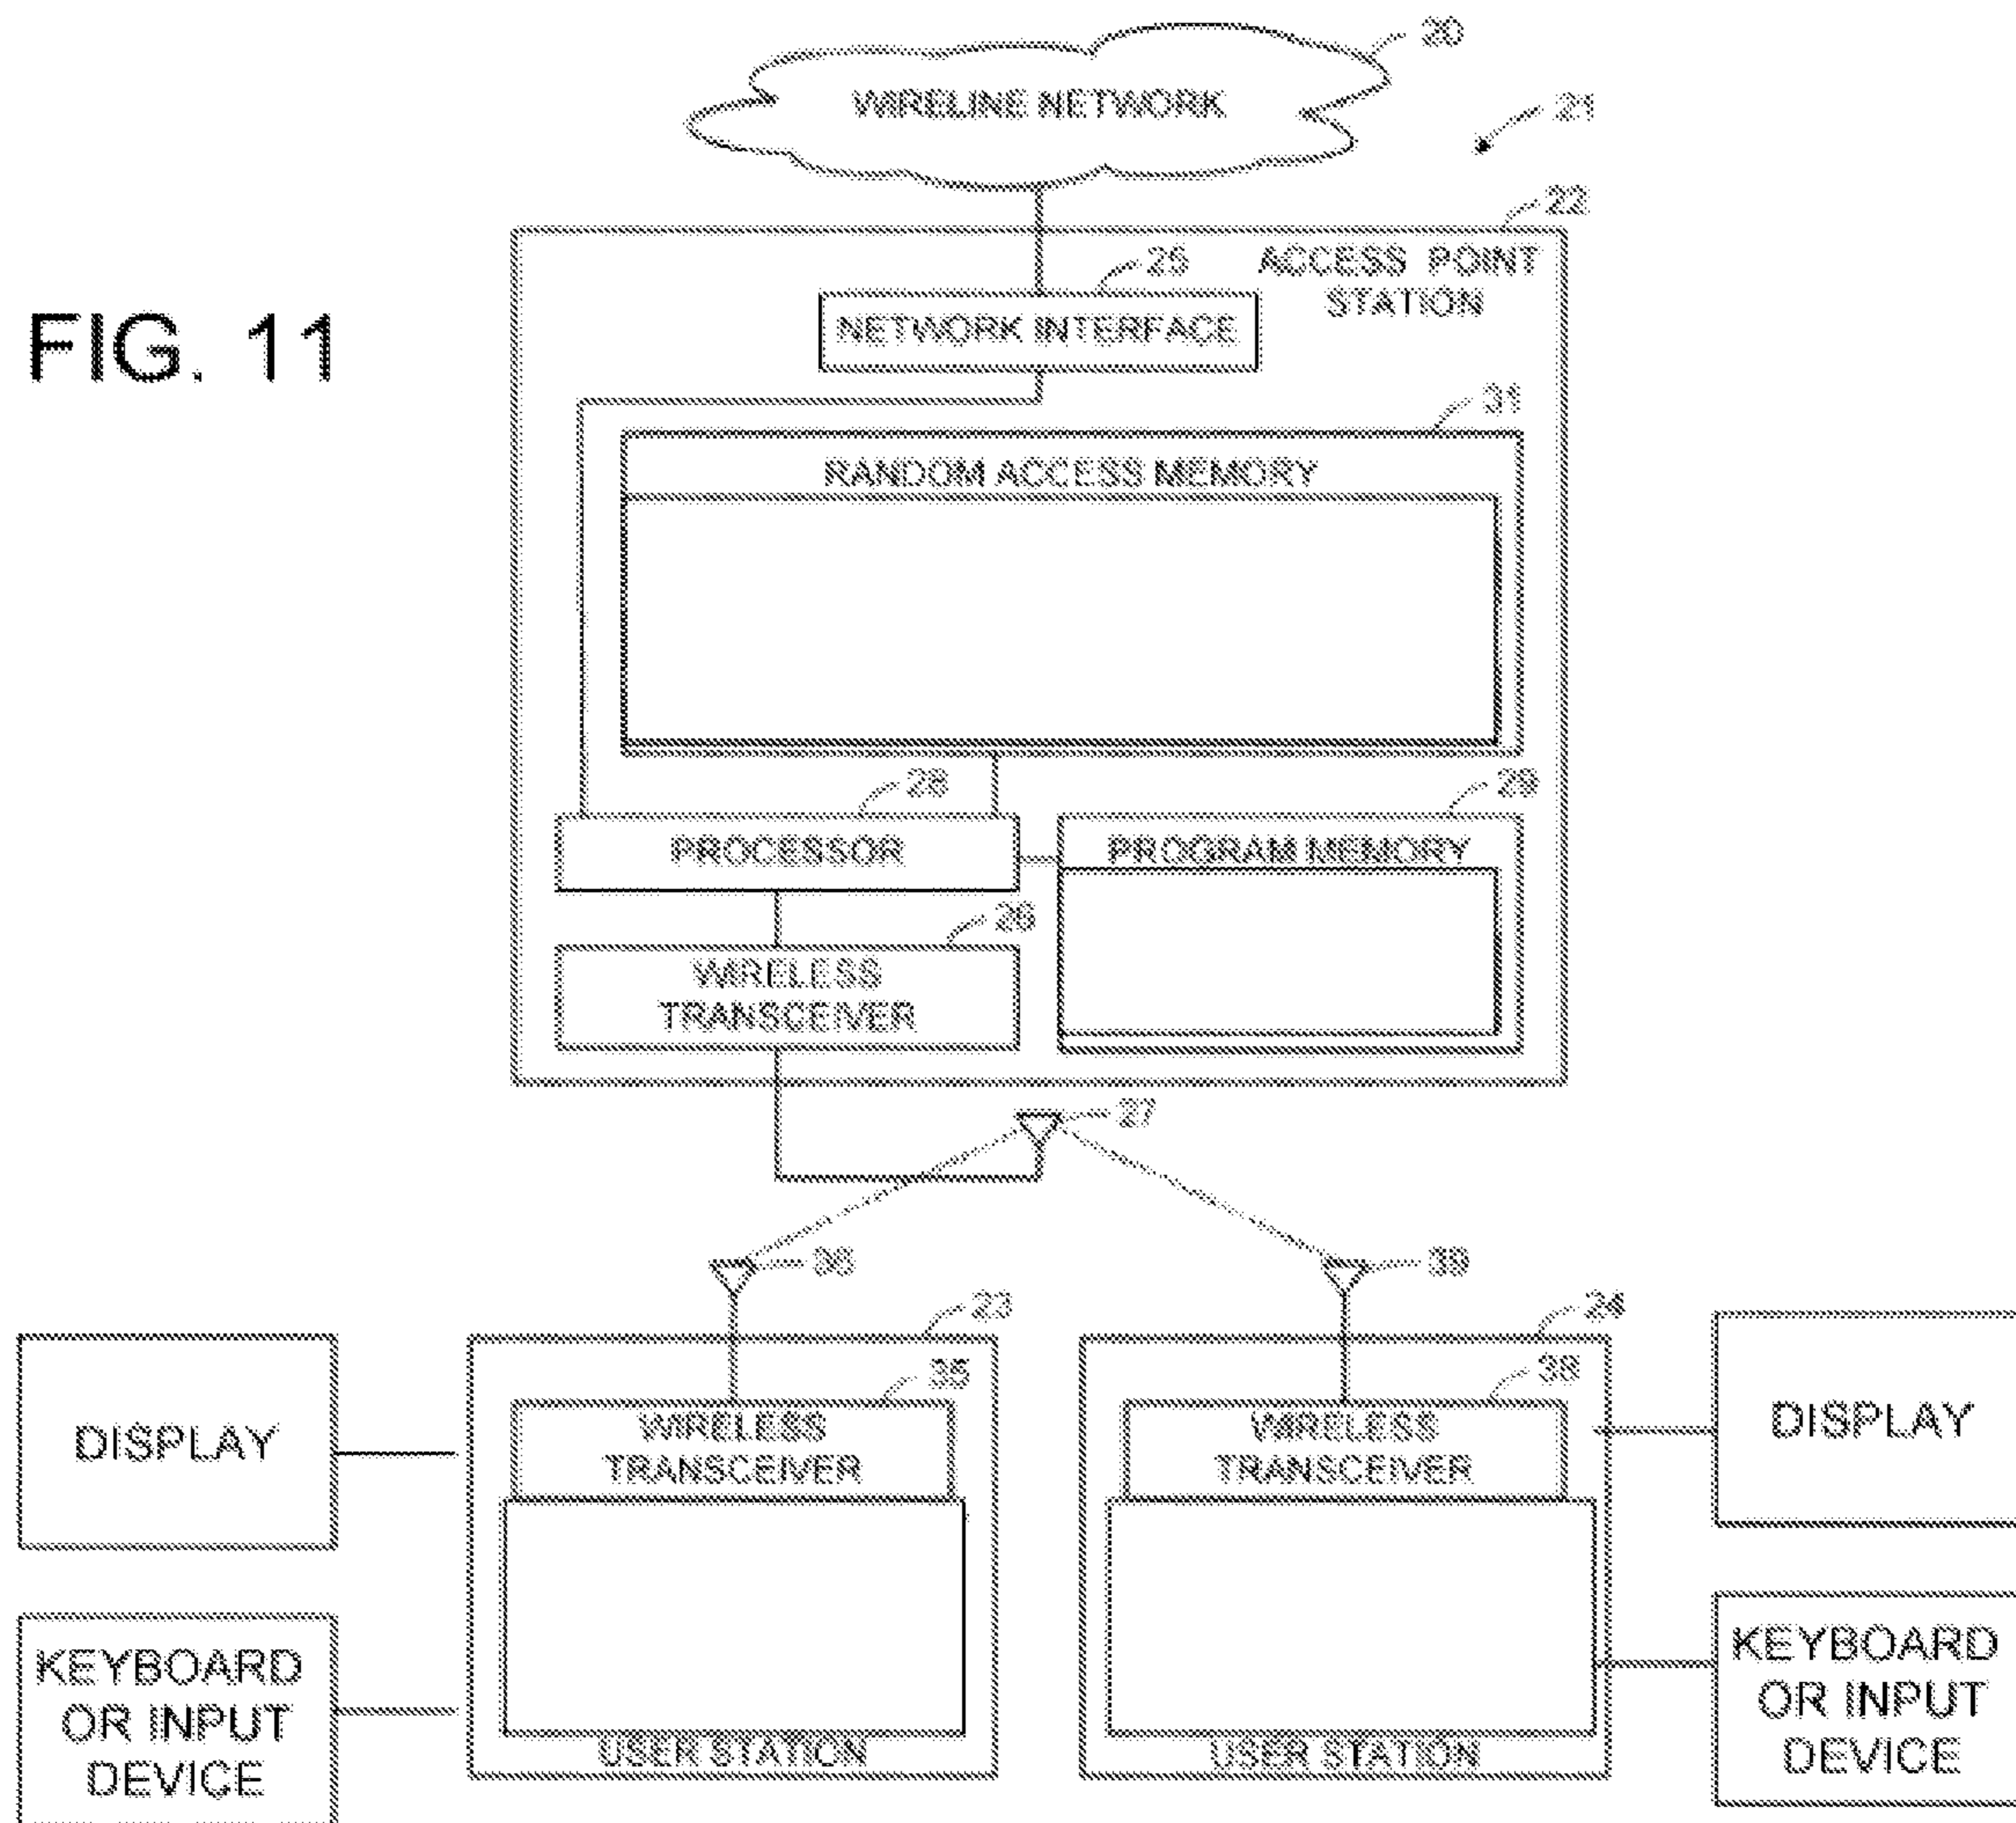 20
WIRELINE NETWORK
21
22
ACCESS POINT
STATION
25
NETWORK INTERFACE
FIG. 11
31
RANDOM ACCESS MEMORY
28
29
PROCESSOR
PROGRAM MEMORY
26
WIRELESS
TRANSCEIVER
27
36
39
23
24
35
38
WIRELESS
TRANSCEIVER
WIRELESS
TRANSCEIVER
DISPLAY
DISPLAY
KEYBOARD
OR INPUT
DEVICE
KEYBOARD
OR INPUT
DEVICE
USER STATION
USER STATION